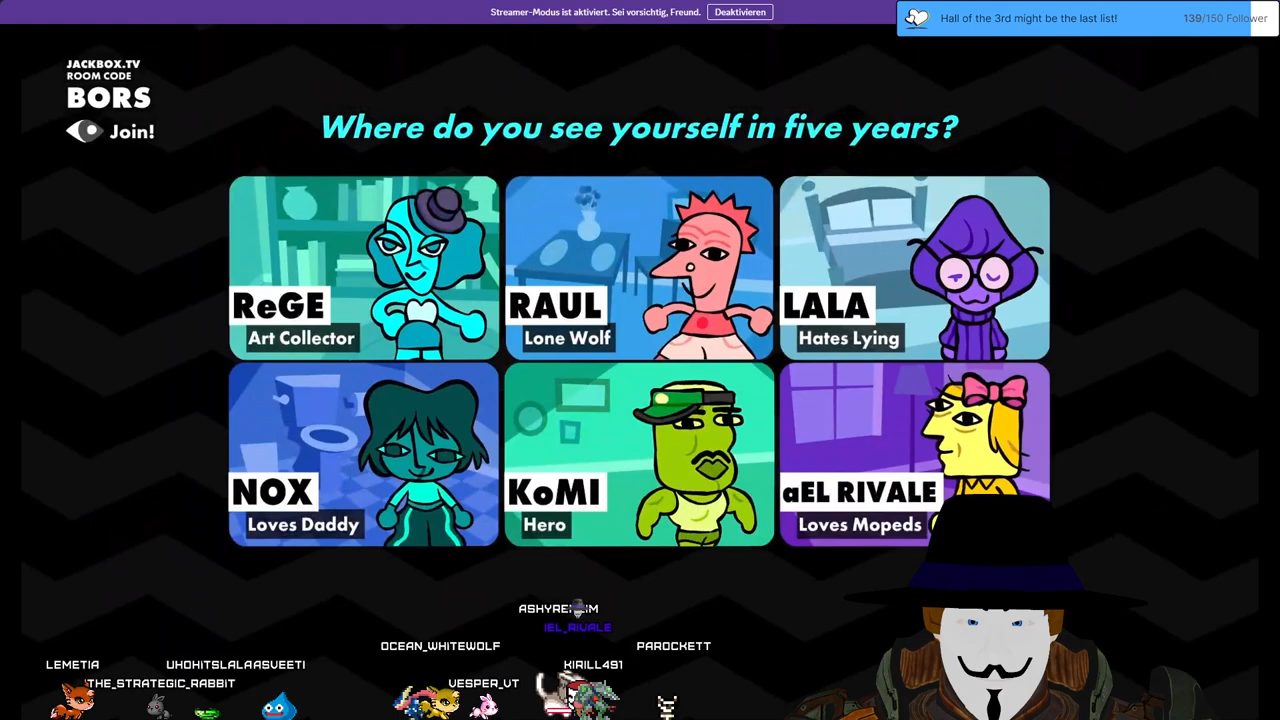 Streamer-Modus ist aktiviert. Sei vorsichtig, Freund. Deaktivieren
Hall of the 3rd might be the last list! 139/150 Follower
JACKBOX.TV
ROOM CODE
BORS
Join!
Where do you see yourself in five years?
ReGE
Art Collector
RAUL
Lone Wolf
LALA
Hates Lying
NOX
Loves Daddy
KoMI
Hero
aEL RIVALE
Loves Mopeds
IEL_RIVALE
OCEAN_WHITEWOLF
PAROCKETT
LEMETIA
UHOHITSLALAASVEETI
KIRILL491
THE_STRATEGIC_RABBIT
VESPER_VT